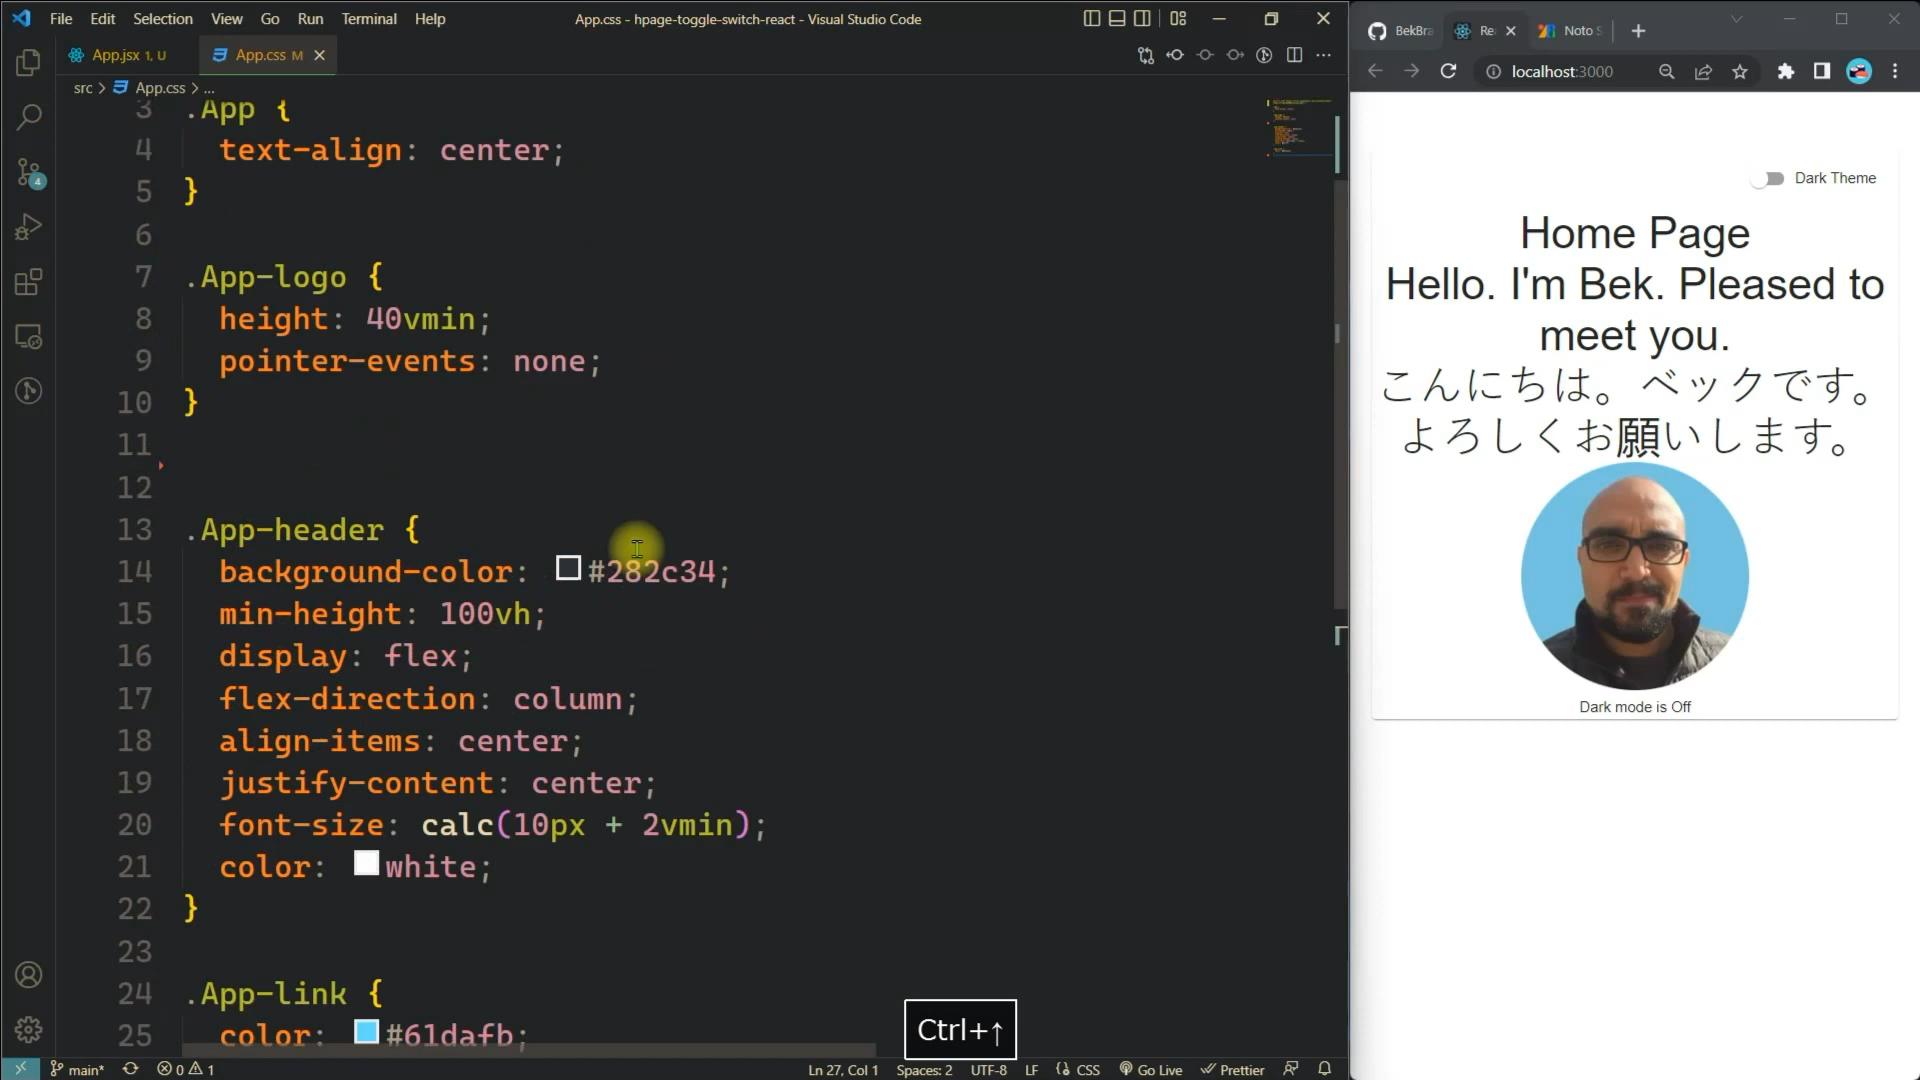 File Edit Selection View Go Run Terminal Help
App.css - hpage-toggle-switch-react - Visual Studio Code
App.jsx 1, U
App.css M
src > App.css > ...
3 .App {
4 text-align: center;
5 }
6
7 .App-logo {
8 height: 40vmin;
9 pointer-events: none;
10 }
11
12
13 .App-header {
14 background-color: #282c34;
15 min-height: 100vh;
16 display: flex;
17 flex-direction: column;
18 align-items: center;
19 justify-content: center;
20 font-size: calc(10px + 2vmin);
21 color: white;
22 }
23
24 .App-link {
25 color: #61dafb;
4
Ctrl+↑
main* 0 1
Ln 27, Col 1 Spaces: 2 UTF-8 LF CSS Go Live Prettier
BekBra Re Noto S
localhost:3000
Dark Theme
Home Page
Hello. I'm Bek. Pleased to
meet you.
こんにちは。ベックです。
よろしくお願いします。
Dark mode is Off